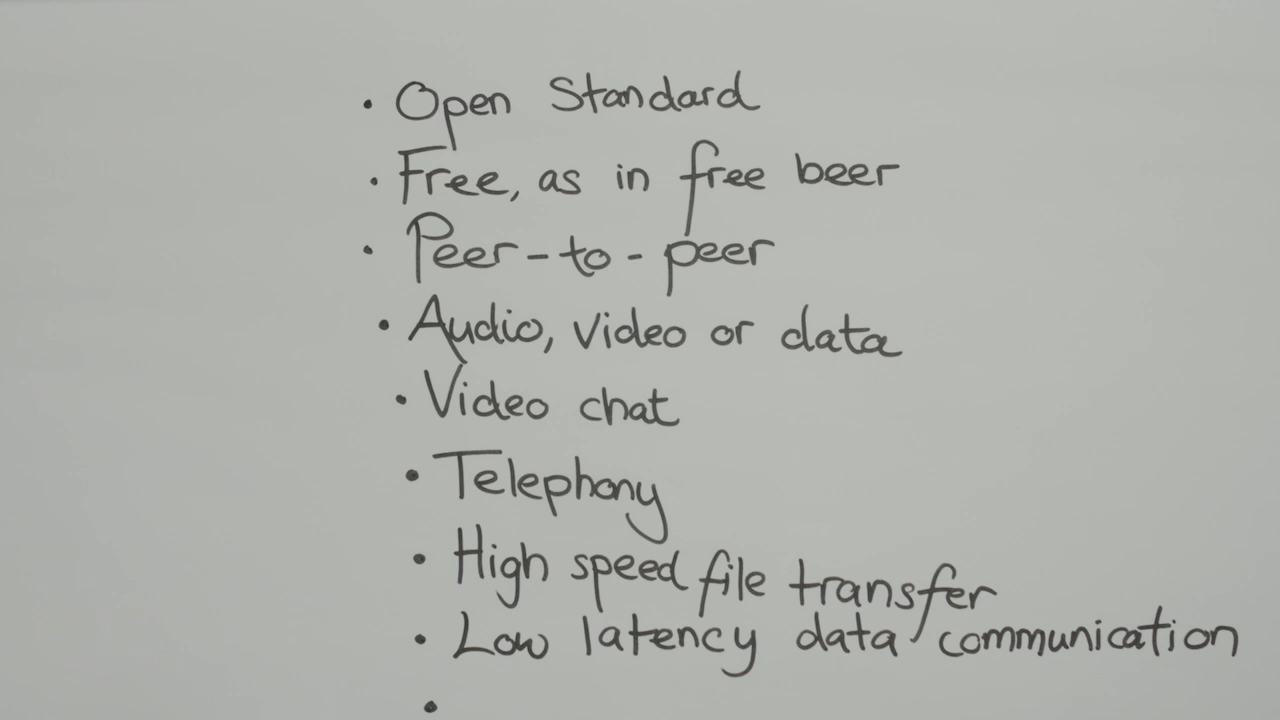 • Open Standard
• Free, as in free beer
• Peer-to-peer
• Audio, video or data
• Video chat
• Telephony
• High speed file transfer
• Low latency data communication
•